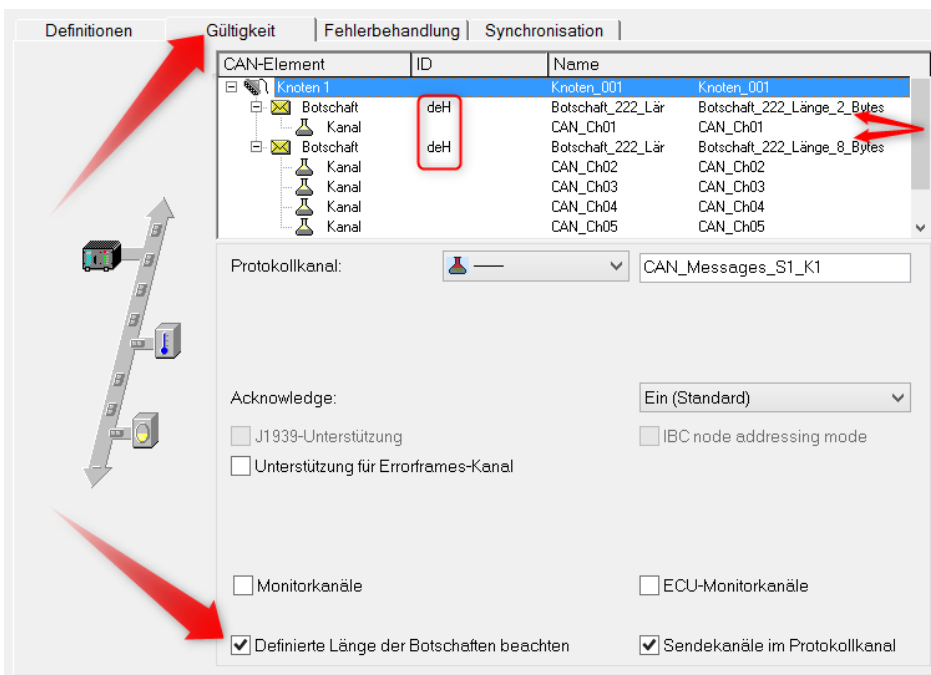 Definitionen Gültigkeit Fehlerbehandlung Synchronisation
CAN-Element ID Name
Knoten 1 Knoten_001 Knoten_001
Botschaft deH Botschaft_222_Lär Botschaft_222_Länge_2_Bytes
Kanal CAN_Ch01 CAN_Ch01
Botschaft deH Botschaft_222_Lär Botschaft_222_Länge_8_Bytes
Kanal CAN_Ch02 CAN_Ch02
Kanal CAN_Ch03 CAN_Ch03
Kanal CAN_Ch04 CAN_Ch04
Kanal CAN_Ch05 CAN_Ch05
Protokollkanal: CAN_Messages_S1_K1
Acknowledge: Ein (Standard)
J1939-Unterstützung IBC node addressing mode
Unterstützung für Errorframes-Kanal
Monitorkanäle ECU-Monitorkanäle
Definierte Länge der Botschaften beachten Sendekanäle im Protokollkanal